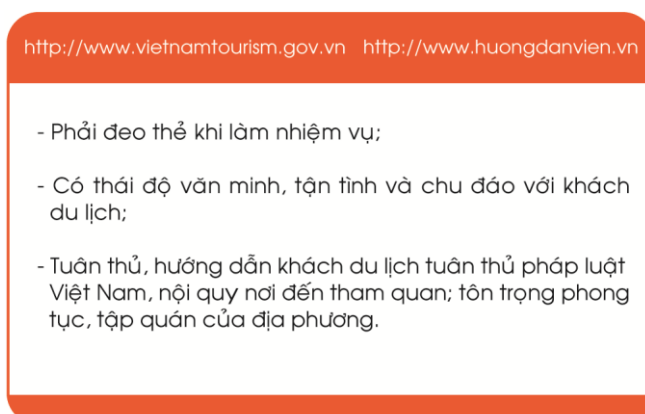 http://www.vietnamtourism.gov.vn http://www.huongdanvien.vn
- Phải đeo thẻ khi làm nhiệm vụ;
- Có thái độ văn minh, tận tình và chu đáo với khách
du lịch;
- Tuân thủ, hướng dẫn khách du lịch tuân thủ pháp luật
Việt Nam, nội quy nơi đến tham quan; tôn trọng phong
tục, tập quán của địa phương.